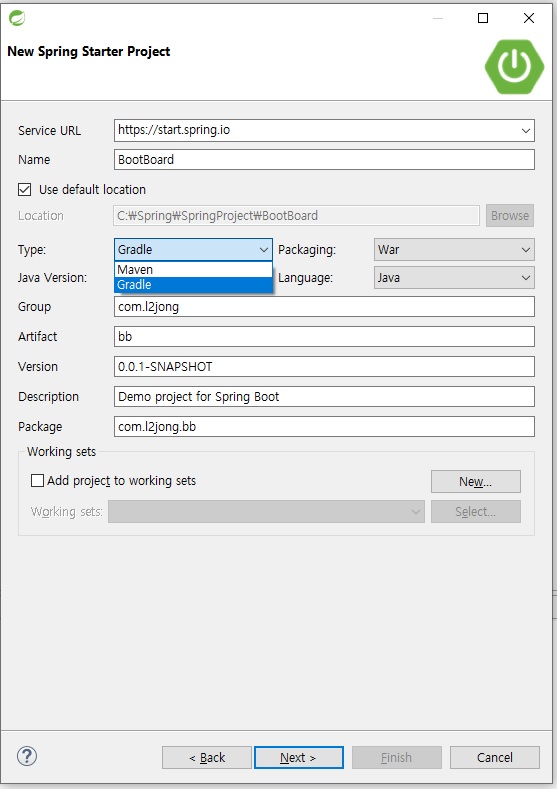 New Spring Starter Project
Service URL https://start.spring.io
Name BootBoard
Use default location
Location C:₩Spring₩SpringProject₩BootBoard Browse
Type: Gradle Packaging: War
Maven
Java Version: Gradle Language: Java
Group com.l2jong
Artifact bb
Version 0.0.1-SNAPSHOT
Description Demo project for Spring Boot
Package com.l2jong.bb
Working sets
Add project to working sets New...
Working sets: Select...
? < Back Next > Finish Cancel